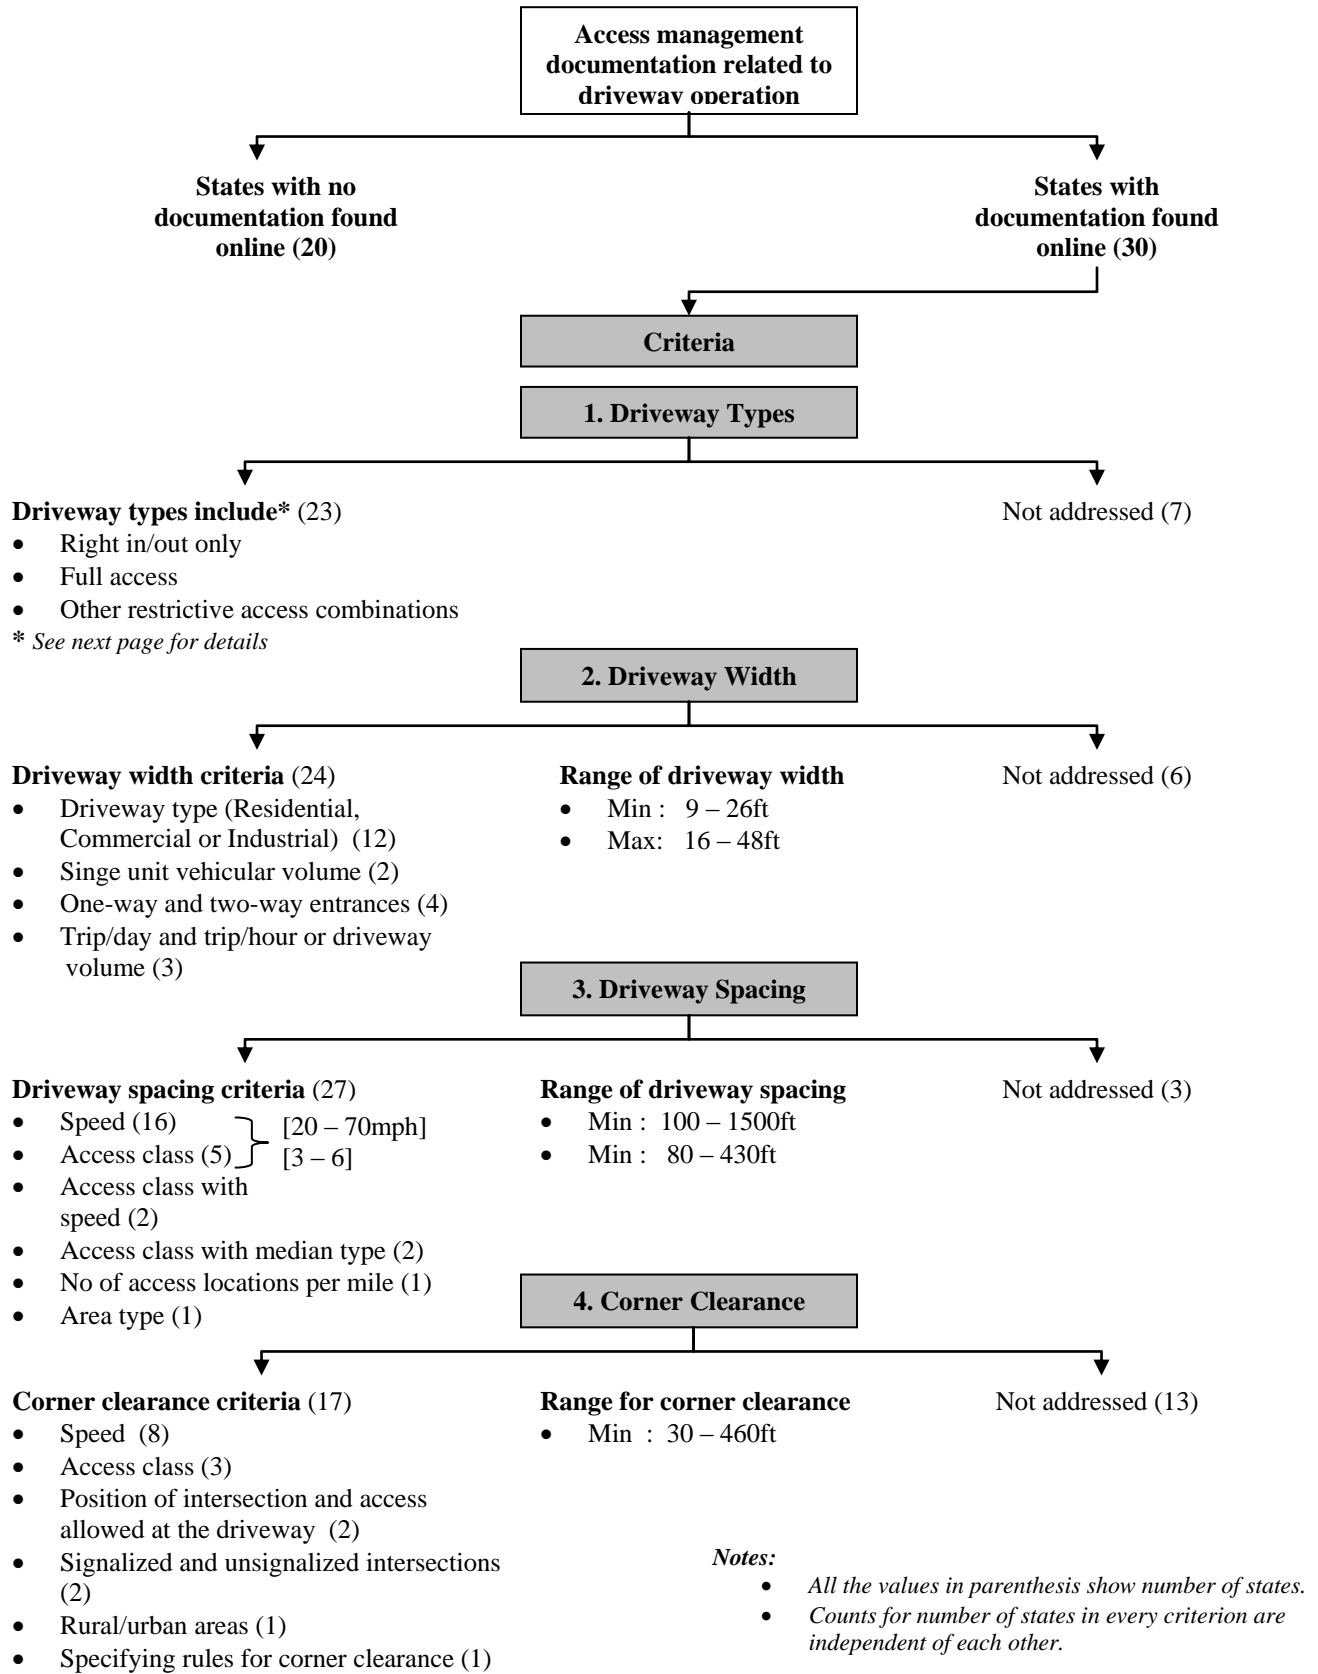 Access management
documentation related to
driveway operation
States with no
documentation found
online (20)
States with
documentation found
online (30)
Criteria
1. Driveway Types
Driveway types include* (23)
• Right in/out only
• Full access
• Other restrictive access combinations
* See next page for details
Not addressed (7)
2. Driveway Width
Driveway width criteria (24)
• Driveway type (Residential,
Commercial or Industrial) (12)
• Singe unit vehicular volume (2)
• One-way and two-way entrances (4)
• Trip/day and trip/hour or driveway
volume (3)
Range of driveway width
• Min : 9 – 26ft
• Max: 16 – 48ft
Not addressed (6)
3. Driveway Spacing
Driveway spacing criteria (27)
• Speed (16)
• Access class (5)
[20 – 70mph]
[3 – 6]
• Access class with
speed (2)
• Access class with median type (2)
• No of access locations per mile (1)
• Area type (1)
Range of driveway spacing
• Min : 100 – 1500ft
• Min : 80 – 430ft
Not addressed (3)
4. Corner Clearance
Corner clearance criteria (17)
• Speed (8)
• Access class (3)
• Position of intersection and access
allowed at the driveway (2)
• Signalized and unsignalized intersections
(2)
• Rural/urban areas (1)
• Specifying rules for corner clearance (1)
Range for corner clearance
• Min : 30 – 460ft
Not addressed (13)
Notes:
• All the values in parenthesis show number of states.
• Counts for number of states in every criterion are
independent of each other.